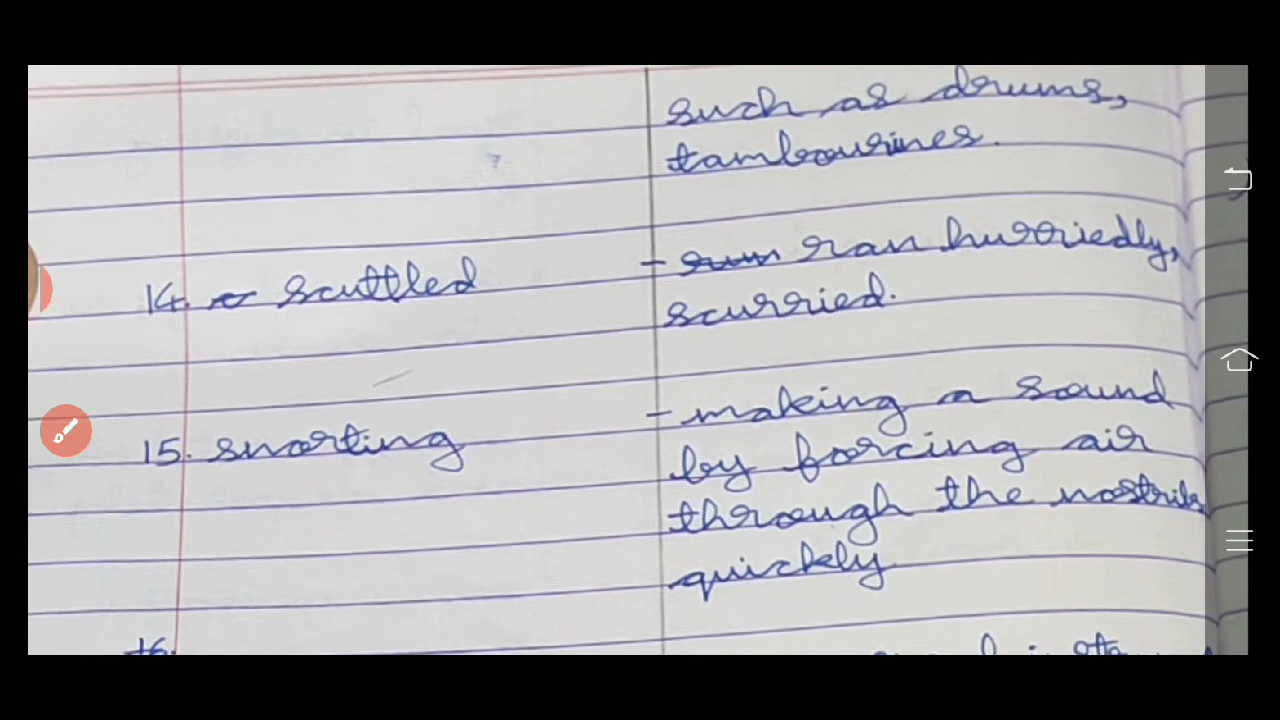 such as drums,
tambourines.
14. scuttled - ran hurriedly,
scurried.
15. snorting - making a sound
by forcing air
through the nostrils
quickly
16.